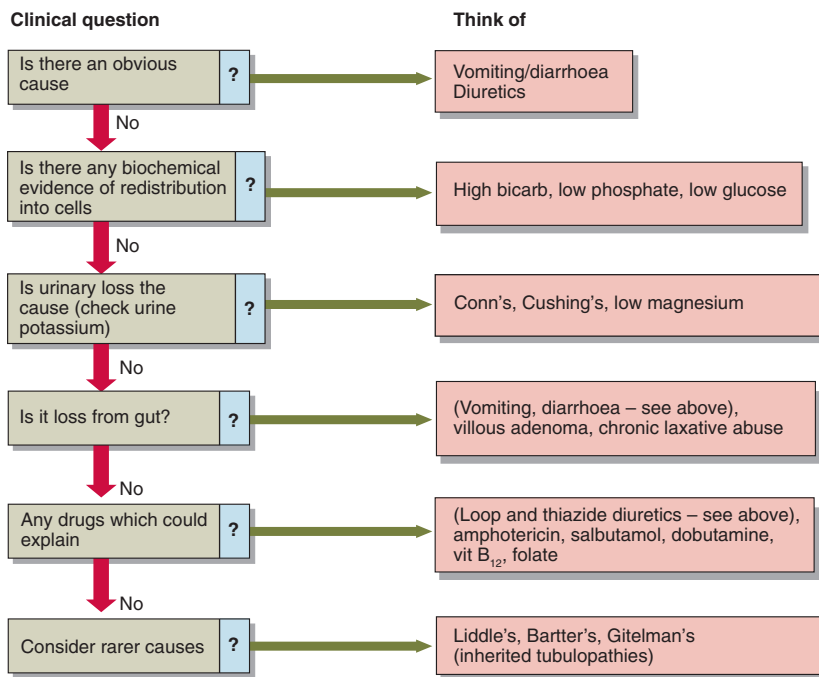 Clinical question
Think of
Is there an obvious
cause
?
Vomiting/diarrhoea
Diuretics
No
Is there any biochemical
evidence of redistribution
into cells
?
High bicarb, low phosphate, low glucose
No
Is urinary loss the
cause (check urine
potassium)
?
Conn's, Cushing's, low magnesium
No
Is it loss from gut?
?
(Vomiting, diarrhoea – see above),
villous adenoma, chronic laxative abuse
No
Any drugs which could
explain
?
(Loop and thiazide diuretics – see above),
amphotericin, salbutamol, dobutamine,
vit B₁₂, folate
No
Consider rarer causes
?
Liddle's, Bartter's, Gitelman's
(inherited tubulopathies)